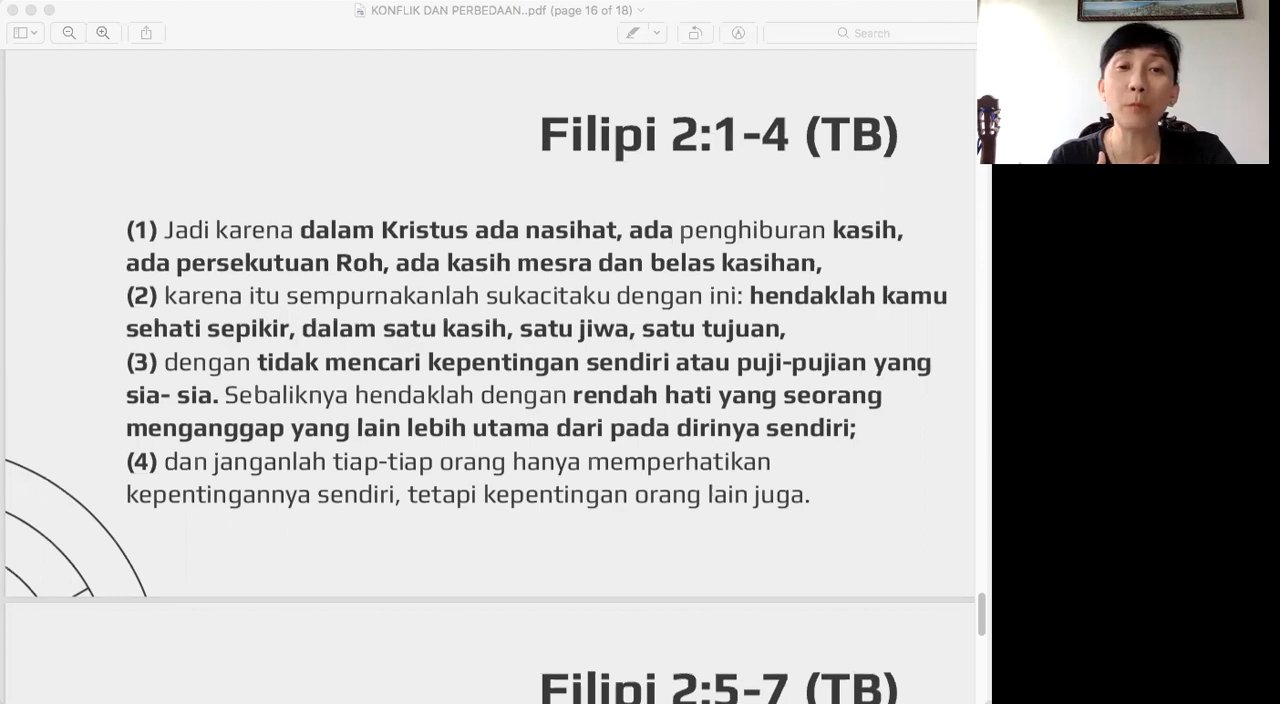 KONFLIK DAN PERBEDAAN..pdf (page 16 of 18)
Search
Filipi 2:1-4 (TB)
(1) Jadi karena dalam Kristus ada nasihat, ada penghiburan kasih,
ada persekutuan Roh, ada kasih mesra dan belas kasihan,
(2) karena itu sempurnakanlah sukacitaku dengan ini: hendaklah kamu
sehati sepikir, dalam satu kasih, satu jiwa, satu tujuan,
(3) dengan tidak mencari kepentingan sendiri atau puji-pujian yang
sia- sia. Sebaliknya hendaklah dengan rendah hati yang seorang
menganggap yang lain lebih utama dari pada dirinya sendiri;
(4) dan janganlah tiap-tiap orang hanya memperhatikan
kepentingannya sendiri, tetapi kepentingan orang lain juga.
Filipi 2:5-7 (TB)